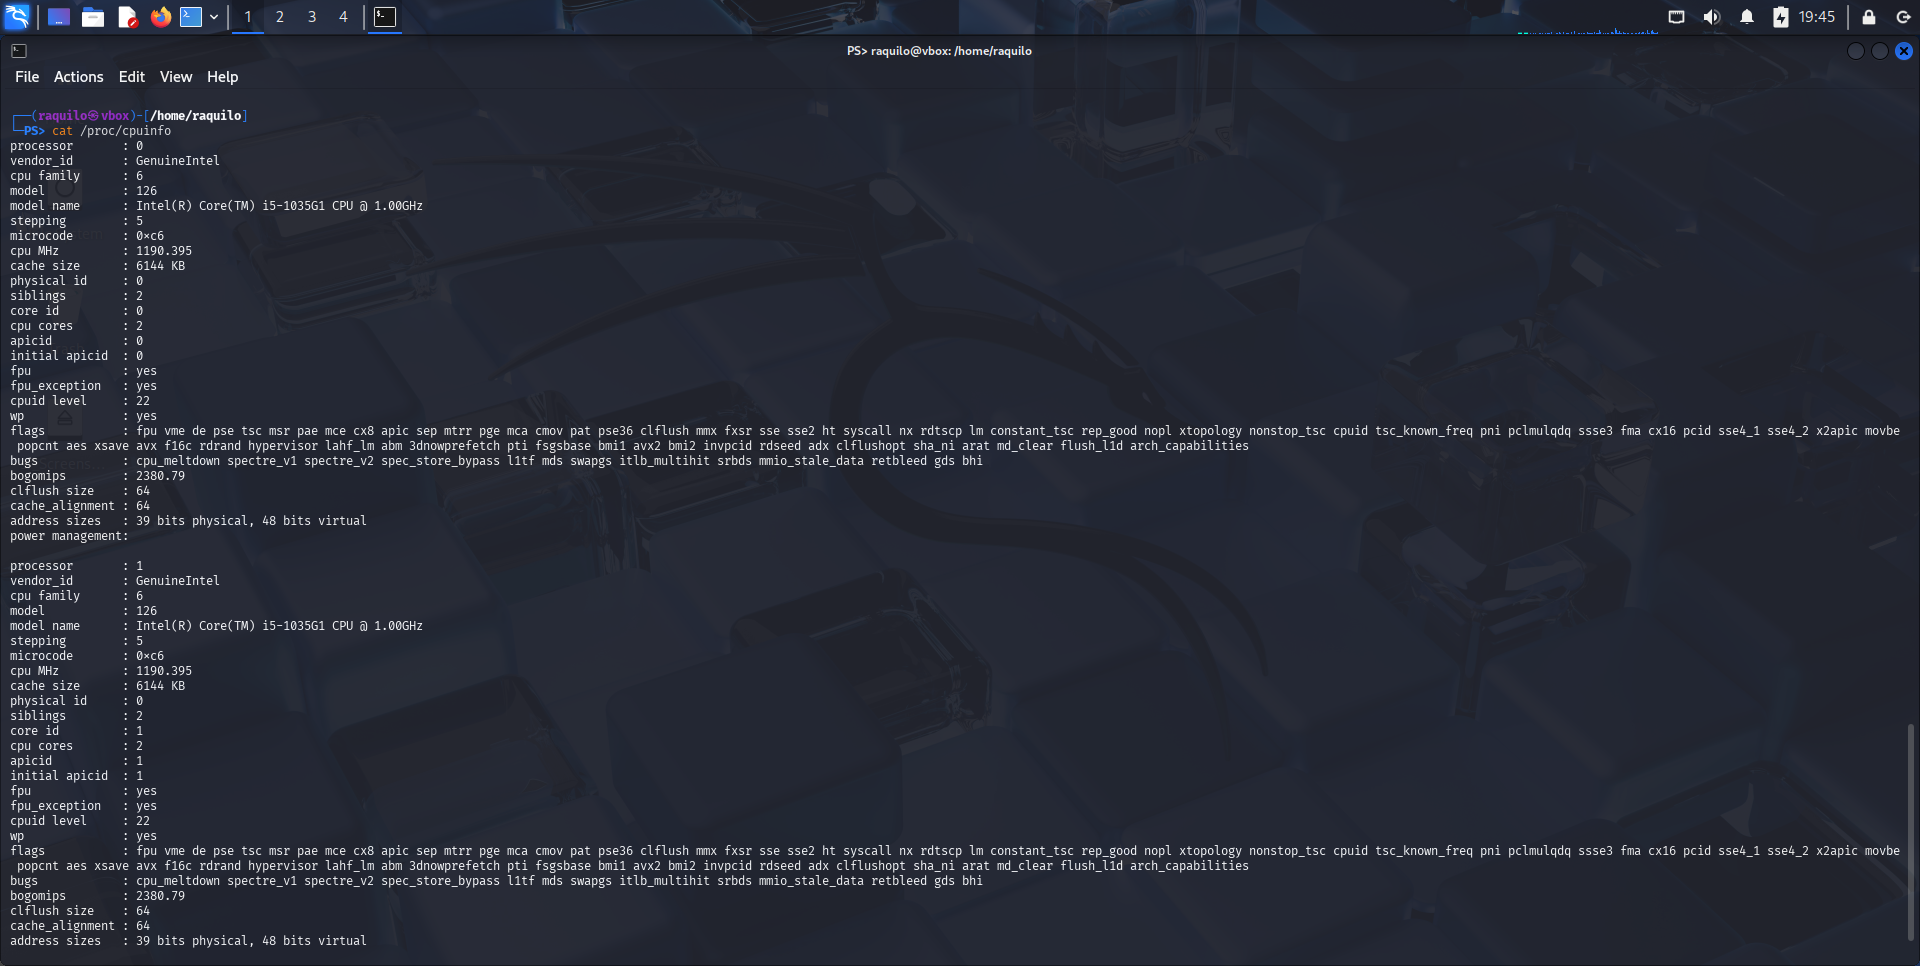 1 2 3 4
19:45
PS> raquilo@vbox: /home/raquilo
File Actions Edit View Help
┌──(raquilo㉿vbox)-[/home/raquilo]
└─PS> cat /proc/cpuinfo
processor : 0
vendor_id : GenuineIntel
cpu family : 6
model : 126
model name : Intel(R) Core(TM) i5-1035G1 CPU @ 1.00GHz
stepping : 5
microcode : 0xc6
cpu MHz : 1190.395
cache size : 6144 KB
physical id : 0
siblings : 2
core id : 0
cpu cores : 2
apicid : 0
initial apicid : 0
fpu : yes
fpu_exception : yes
cpuid level : 22
wp : yes
flags : fpu vme de pse tsc msr pae mce cx8 apic sep mtrr pge mca cmov pat pse36 clflush mmx fxsr sse sse2 ht syscall nx rdtscp lm constant_tsc rep_good nopl xtopology nonstop_tsc cpuid tsc_known_freq pni pclmulqdq ssse3 fma cx16 pcid sse4_1 sse4_2 x2apic movbe
popcnt aes xsave avx f16c rdrand hypervisor lahf_lm abm 3dnowprefetch pti fsgsbase bmi1 avx2 bmi2 invpcid rdseed adx clflushopt sha_ni arat md_clear flush_l1d arch_capabilities
bugs : cpu_meltdown spectre_v1 spectre_v2 spec_store_bypass l1tf mds swapgs itlb_multihit srbds mmio_stale_data retbleed gds bhi
bogomips : 2380.79
clflush size : 64
cache_alignment : 64
address sizes : 39 bits physical, 48 bits virtual
power management:
processor : 1
vendor_id : GenuineIntel
cpu family : 6
model : 126
model name : Intel(R) Core(TM) i5-1035G1 CPU @ 1.00GHz
stepping : 5
microcode : 0xc6
cpu MHz : 1190.395
cache size : 6144 KB
physical id : 0
siblings : 2
core id : 1
cpu cores : 2
apicid : 1
initial apicid : 1
fpu : yes
fpu_exception : yes
cpuid level : 22
wp : yes
flags : fpu vme de pse tsc msr pae mce cx8 apic sep mtrr pge mca cmov pat pse36 clflush mmx fxsr sse sse2 ht syscall nx rdtscp lm constant_tsc rep_good nopl xtopology nonstop_tsc cpuid tsc_known_freq pni pclmulqdq ssse3 fma cx16 pcid sse4_1 sse4_2 x2apic movbe
popcnt aes xsave avx f16c rdrand hypervisor lahf_lm abm 3dnowprefetch pti fsgsbase bmi1 avx2 bmi2 invpcid rdseed adx clflushopt sha_ni arat md_clear flush_l1d arch_capabilities
bugs : cpu_meltdown spectre_v1 spectre_v2 spec_store_bypass l1tf mds swapgs itlb_multihit srbds mmio_stale_data retbleed gds bhi
bogomips : 2380.79
clflush size : 64
cache_alignment : 64
address sizes : 39 bits physical, 48 bits virtual